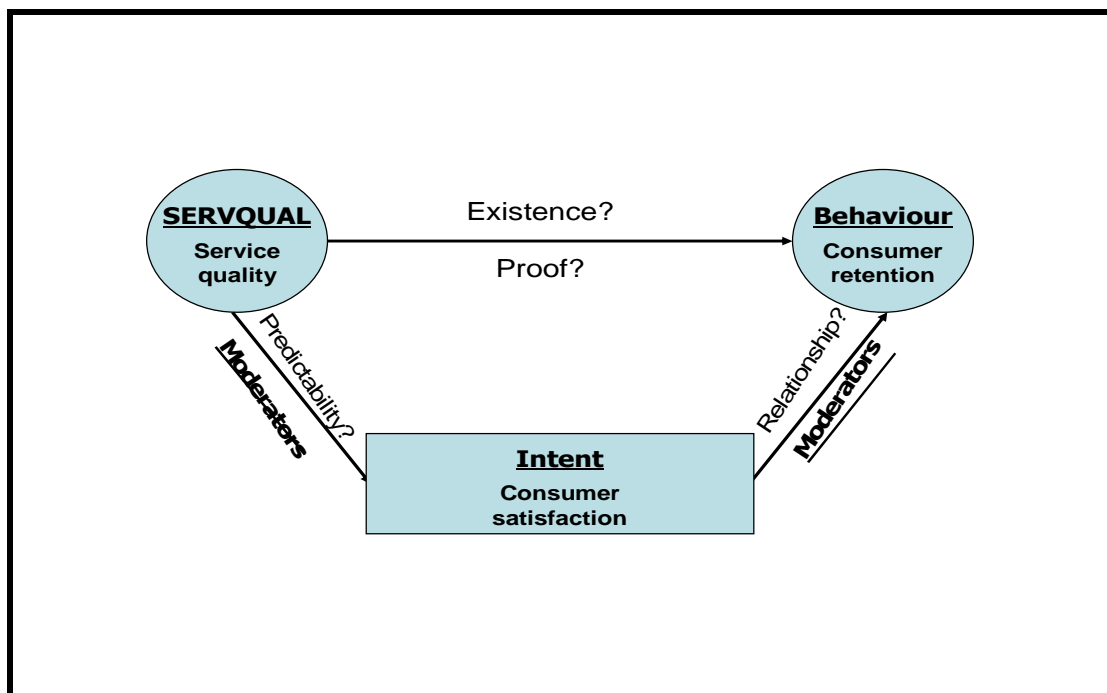 SERVQUAL
Service
quality
Existence?
Proof?
Behaviour
Consumer
retention
Predictability?
Moderators
Relationship?
Moderators
Intent
Consumer
satisfaction